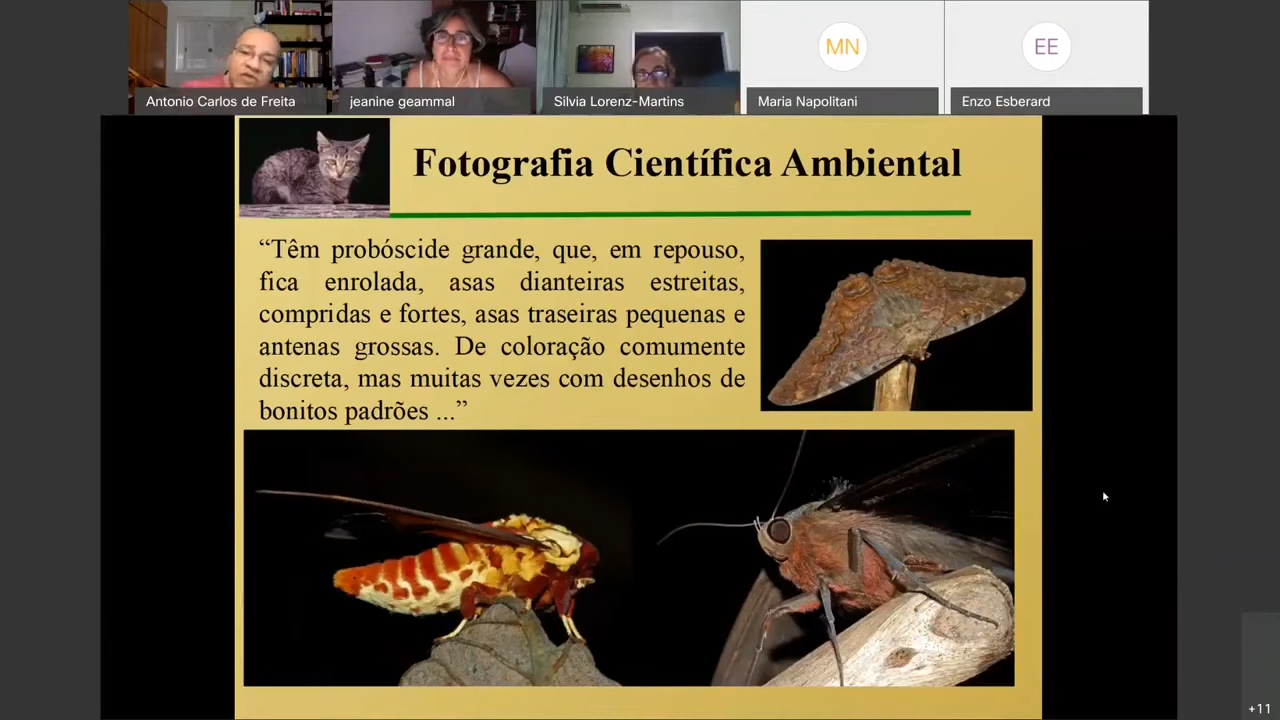 MN
EE
Antonio Carlos de Freita
jeanine geammal
Silvia Lorenz-Martins
Maria Napolitani
Enzo Esberard
Fotografia Científica Ambiental
“Têm probóscide grande, que, em repouso,
fica enrolada, asas dianteiras estreitas,
compridas e fortes, asas traseiras pequenas e
antenas grossas. De coloração comumente
discreta, mas muitas vezes com desenhos de
bonitos padrões ...”
+11